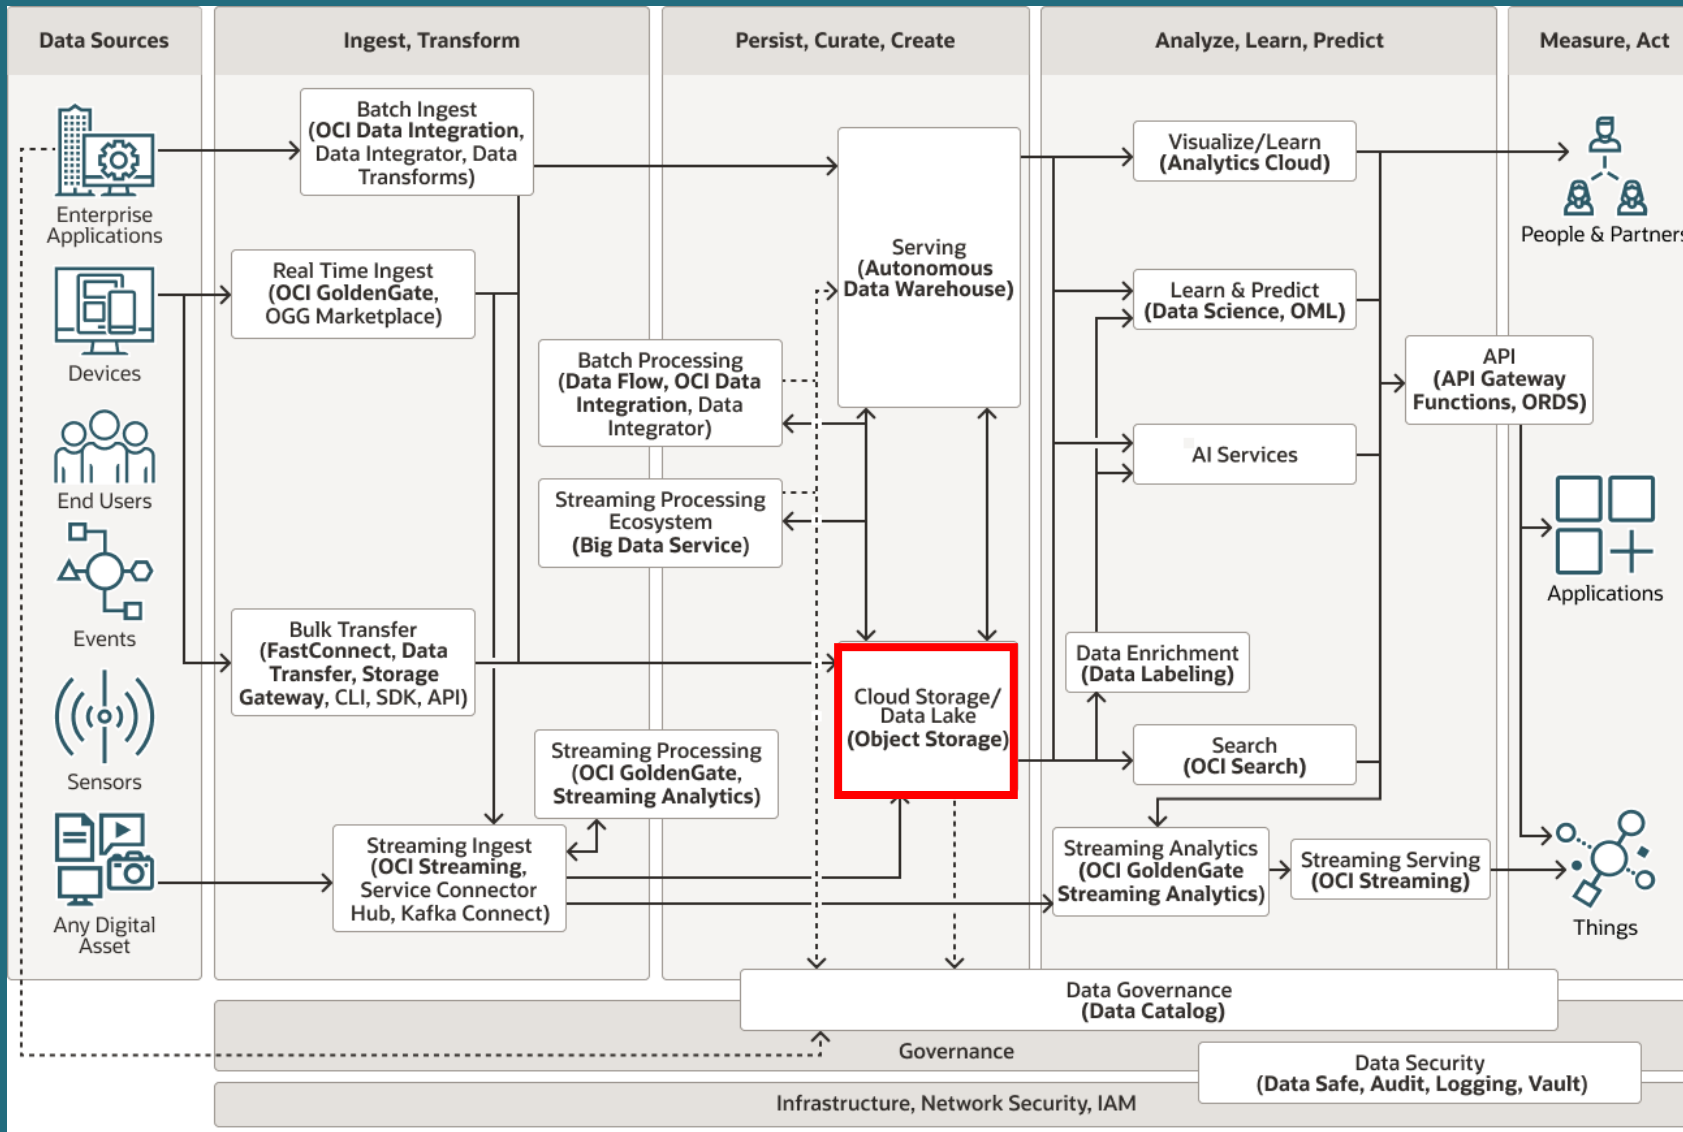 Data Sources
Ingest, Transform
Persist, Curate, Create
Analyze, Learn, Predict
Measure, Act
Enterprise
Applications
Devices
End Users
Events
Sensors
Any Digital
Asset
Batch Ingest
(OCI Data Integration,
Data Integrator, Data
Transforms)
Real Time Ingest
(OCI GoldenGate,
OGG Marketplace)
Bulk Transfer
(FastConnect, Data
Transfer, Storage
Gateway, CLI, SDK, API)
Streaming Processing
(OCI GoldenGate,
Streaming Analytics)
Streaming Ingest
(OCI Streaming,
Service Connector
Hub, Kafka Connect)
Batch Processing
(Data Flow, OCI Data
Integration, Data
Integrator)
Streaming Processing
Ecosystem
(Big Data Service)
Serving
(Autonomous
Data Warehouse)
Cloud Storage/
Data Lake
(Object Storage)
Visualize/Learn
(Analytics Cloud)
Learn & Predict
(Data Science, OML)
AI Services
Data Enrichment
(Data Labeling)
Search
(OCI Search)
Streaming Analytics
(OCI GoldenGate
Streaming Analytics)
Streaming Serving
(OCI Streaming)
API
(API Gateway
Functions, ORDS)
People & Partners
Applications
Things
Data Governance
(Data Catalog)
Governance
Data Security
(Data Safe, Audit, Logging, Vault)
Infrastructure, Network Security, IAM